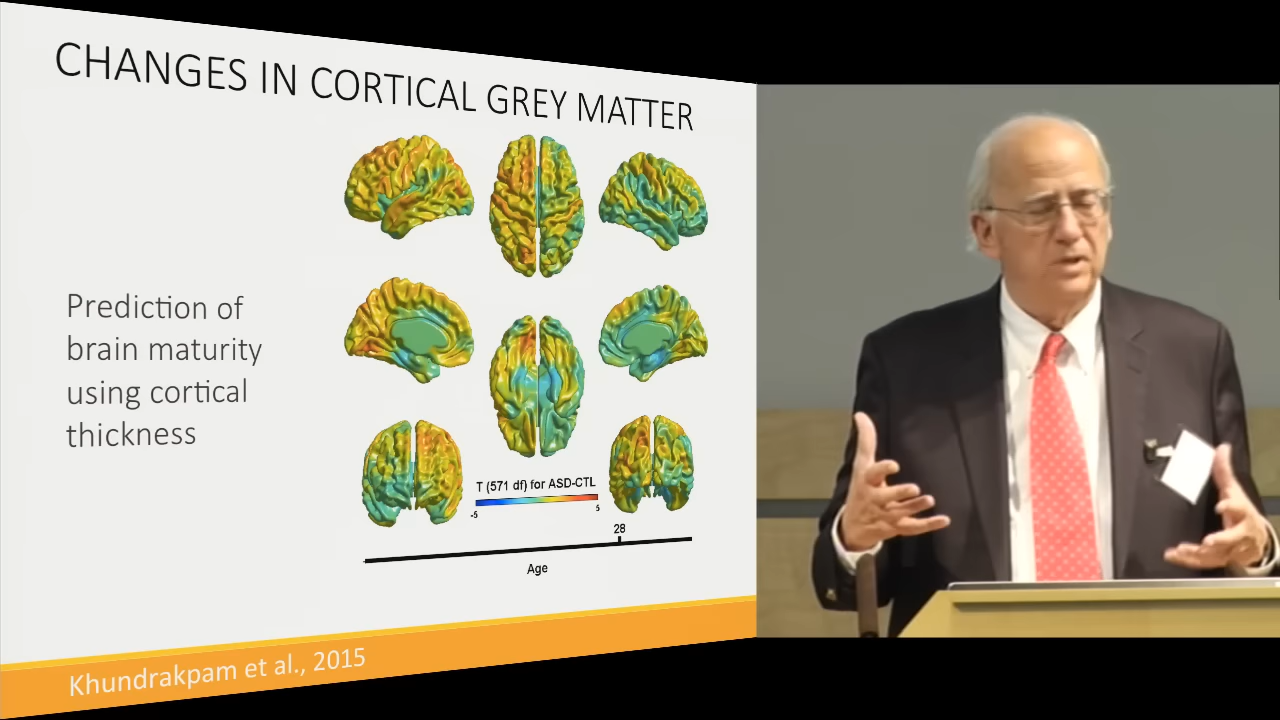 CHANGES IN CORTICAL GREY MATTER
Prediction of
brain maturity
using cortical
thickness
T (571 df) for ASD-CTL
-5
5
28
Age
Khundrakpam et al., 2015